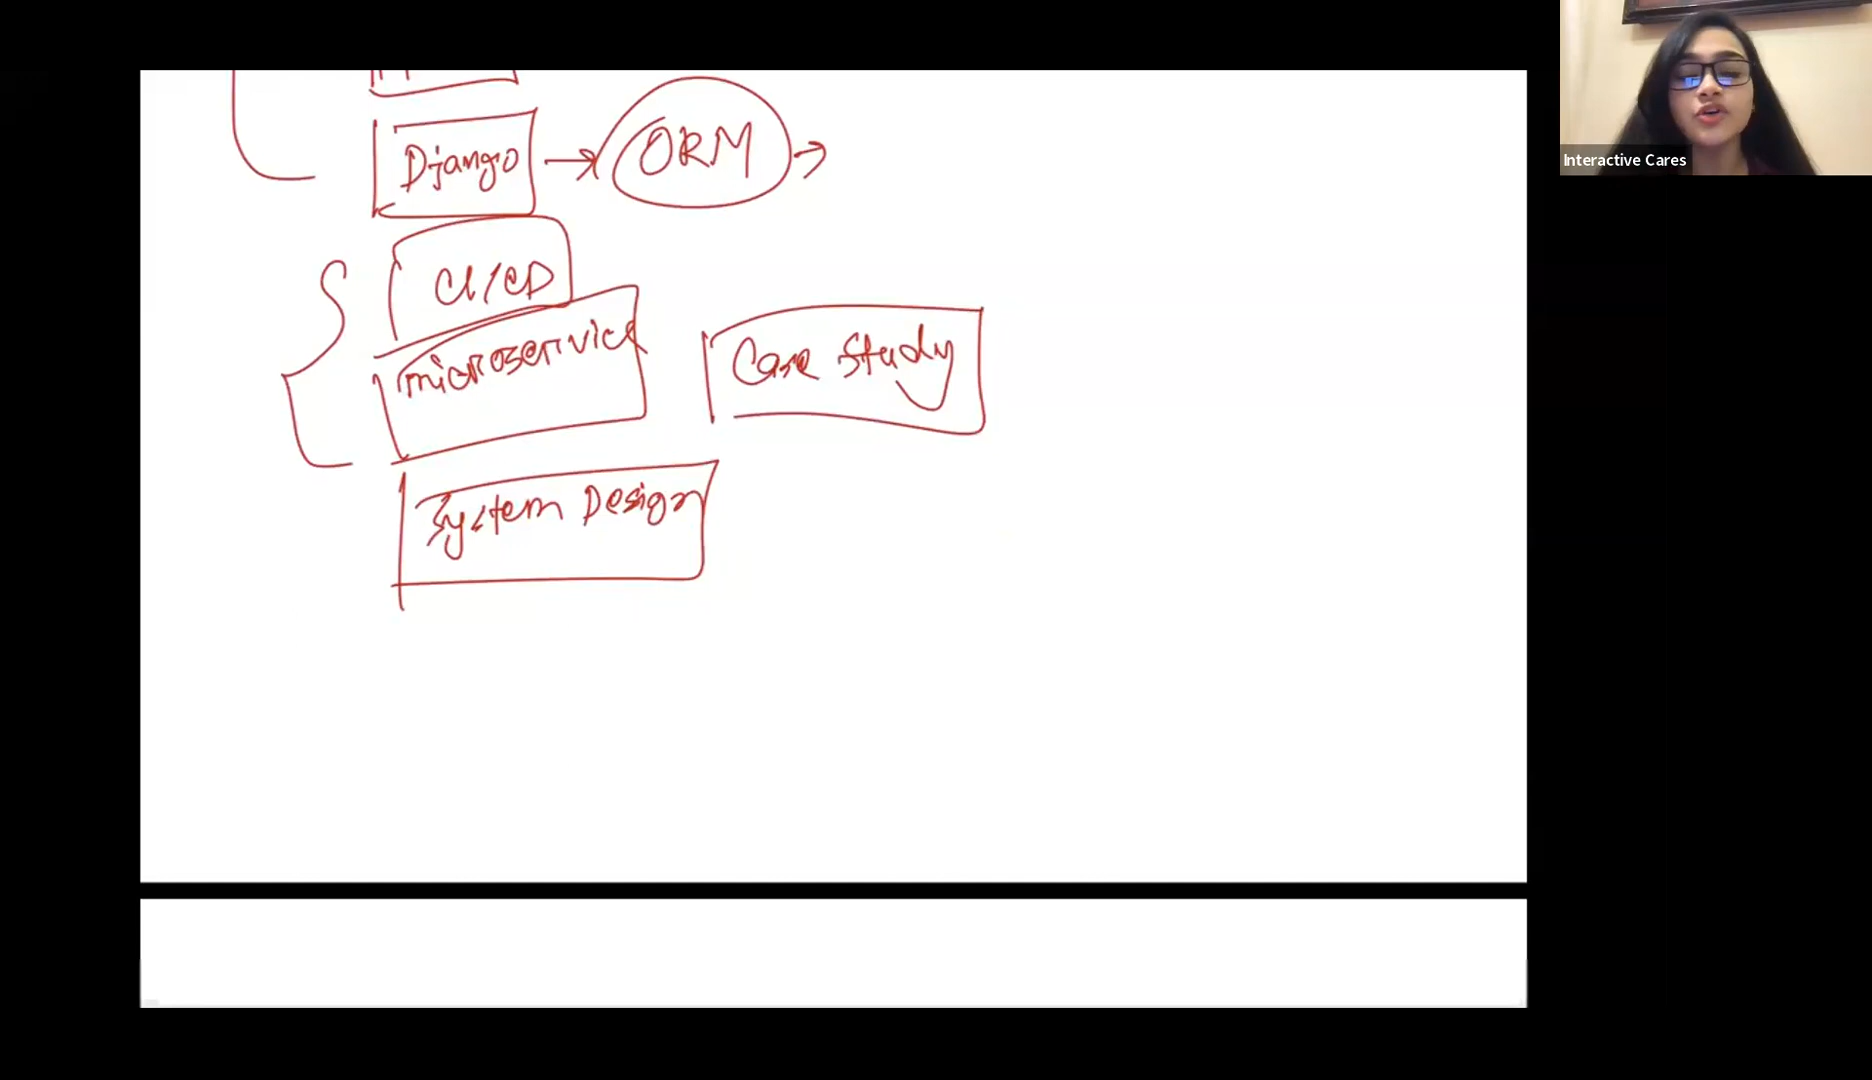 Django → ORM →
CI/CD
microservice
Case Study
System Design
Interactive Cares